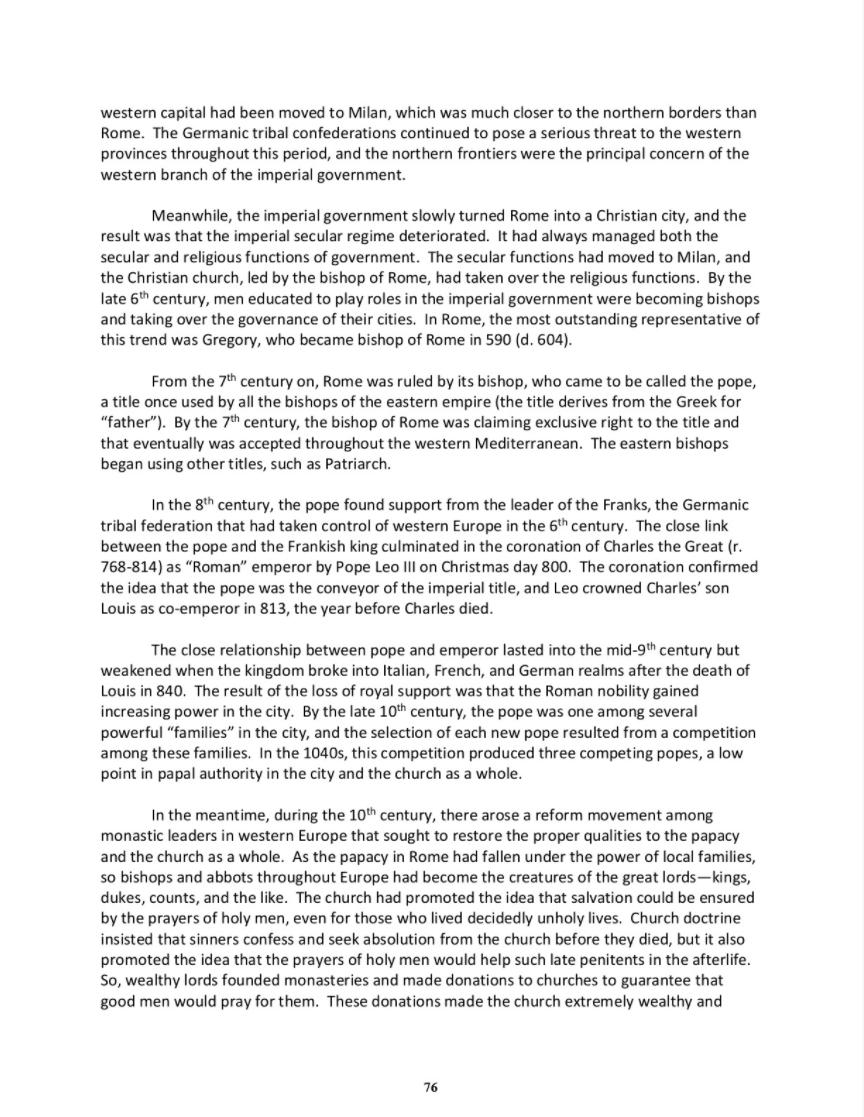 western capital had been moved to Milan, which was much closer to the northern borders than
Rome.  The Germanic tribal confederations continued to pose a serious threat to the western
provinces throughout this period, and the northern frontiers were the principal concern of the
western branch of the imperial government.
Meanwhile, the imperial government slowly turned Rome into a Christian city, and the
result was that the imperial secular regime deteriorated.  It had always managed both the
secular and religious functions of government.  The secular functions had moved to Milan, and
the Christian church, led by the bishop of Rome, had taken over the religious functions.  By the
late 6th century, men educated to play roles in the imperial government were becoming bishops
and taking over the governance of their cities.  In Rome, the most outstanding representative of
this trend was Gregory, who became bishop of Rome in 590 (d. 604).
From the 7th century on, Rome was ruled by its bishop, who came to be called the pope,
a title once used by all the bishops of the eastern empire (the title derives from the Greek for
“father”).  By the 7th century, the bishop of Rome was claiming exclusive right to the title and
that eventually was accepted throughout the western Mediterranean.  The eastern bishops
began using other titles, such as Patriarch.
In the 8th century, the pope found support from the leader of the Franks, the Germanic
tribal federation that had taken control of western Europe in the 6th century.  The close link
between the pope and the Frankish king culminated in the coronation of Charles the Great (r.
768-814) as “Roman” emperor by Pope Leo III on Christmas day 800.  The coronation confirmed
the idea that the pope was the conveyor of the imperial title, and Leo crowned Charles’ son
Louis as co-emperor in 813, the year before Charles died.
The close relationship between pope and emperor lasted into the mid-9th century but
weakened when the kingdom broke into Italian, French, and German realms after the death of
Louis in 840.  The result of the loss of royal support was that the Roman nobility gained
increasing power in the city.  By the late 10th century, the pope was one among several
powerful “families” in the city, and the selection of each new pope resulted from a competition
among these families.  In the 1040s, this competition produced three competing popes, a low
point in papal authority in the city and the church as a whole.
In the meantime, during the 10th century, there arose a reform movement among
monastic leaders in western Europe that sought to restore the proper qualities to the papacy
and the church as a whole.  As the papacy in Rome had fallen under the power of local families,
so bishops and abbots throughout Europe had become the creatures of the great lords—kings,
dukes, counts, and the like.  The church had promoted the idea that salvation could be ensured
by the prayers of holy men, even for those who lived decidedly unholy lives.  Church doctrine
insisted that sinners confess and seek absolution from the church before they died, but it also
promoted the idea that the prayers of holy men would help such late penitents in the afterlife.
So, wealthy lords founded monasteries and made donations to churches to guarantee that
good men would pray for them.  These donations made the church extremely wealthy and
76